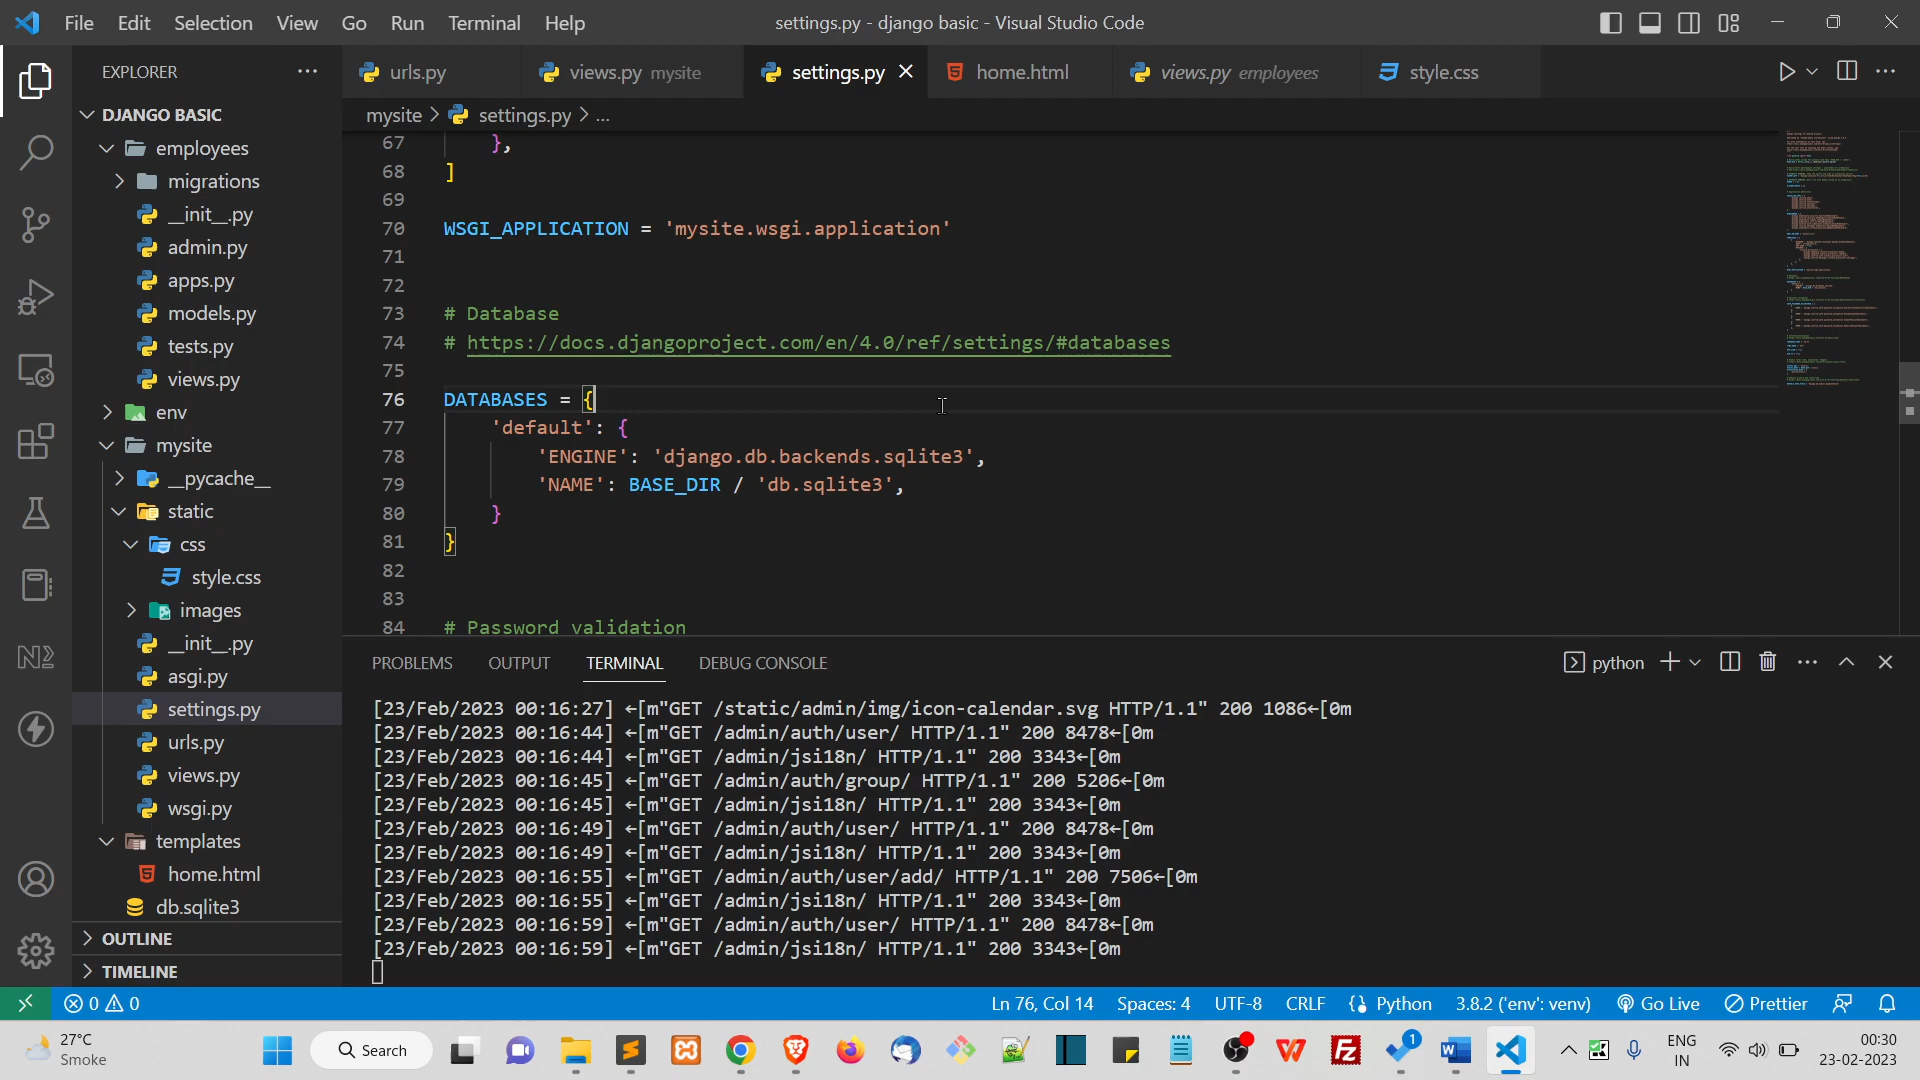 File Edit Selection View Go Run Terminal Help
settings.py - django basic - Visual Studio Code
EXPLORER
urls.py
views.py mysite
settings.py
home.html
views.py employees
style.css
DJANGO BASIC
employees
migrations
__init__.py
admin.py
apps.py
models.py
tests.py
views.py
env
mysite
__pycache__
static
css
style.css
images
__init__.py
asgi.py
settings.py
urls.py
views.py
wsgi.py
templates
home.html
db.sqlite3
OUTLINE
TIMELINE
mysite > settings.py > ...
67 },
68 ]
69
70 WSGI_APPLICATION = 'mysite.wsgi.application'
71
72
73 # Database
74 # https://docs.djangoproject.com/en/4.0/ref/settings/#databases
75
76 DATABASES = {
77 'default': {
78 'ENGINE': 'django.db.backends.sqlite3',
79 'NAME': BASE_DIR / 'db.sqlite3',
80 }
81 }
82
83
84 # Password validation
PROBLEMS OUTPUT TERMINAL DEBUG CONSOLE
python
[23/Feb/2023 00:16:27] ←[m"GET /static/admin/img/icon-calendar.svg HTTP/1.1" 200 1086←[0m
[23/Feb/2023 00:16:44] ←[m"GET /admin/auth/user/ HTTP/1.1" 200 8478←[0m
[23/Feb/2023 00:16:44] ←[m"GET /admin/jsi18n/ HTTP/1.1" 200 3343←[0m
[23/Feb/2023 00:16:45] ←[m"GET /admin/auth/group/ HTTP/1.1" 200 5206←[0m
[23/Feb/2023 00:16:45] ←[m"GET /admin/jsi18n/ HTTP/1.1" 200 3343←[0m
[23/Feb/2023 00:16:49] ←[m"GET /admin/auth/user/ HTTP/1.1" 200 8478←[0m
[23/Feb/2023 00:16:49] ←[m"GET /admin/jsi18n/ HTTP/1.1" 200 3343←[0m
[23/Feb/2023 00:16:55] ←[m"GET /admin/auth/user/add/ HTTP/1.1" 200 7506←[0m
[23/Feb/2023 00:16:55] ←[m"GET /admin/jsi18n/ HTTP/1.1" 200 3343←[0m
[23/Feb/2023 00:16:59] ←[m"GET /admin/auth/user/ HTTP/1.1" 200 8478←[0m
[23/Feb/2023 00:16:59] ←[m"GET /admin/jsi18n/ HTTP/1.1" 200 3343←[0m
0 0
Ln 76, Col 14 Spaces: 4 UTF-8 CRLF Python 3.8.2 ('env': venv) Go Live Prettier
27°C
Smoke
Search
1
ENG
IN
00:30
23-02-2023